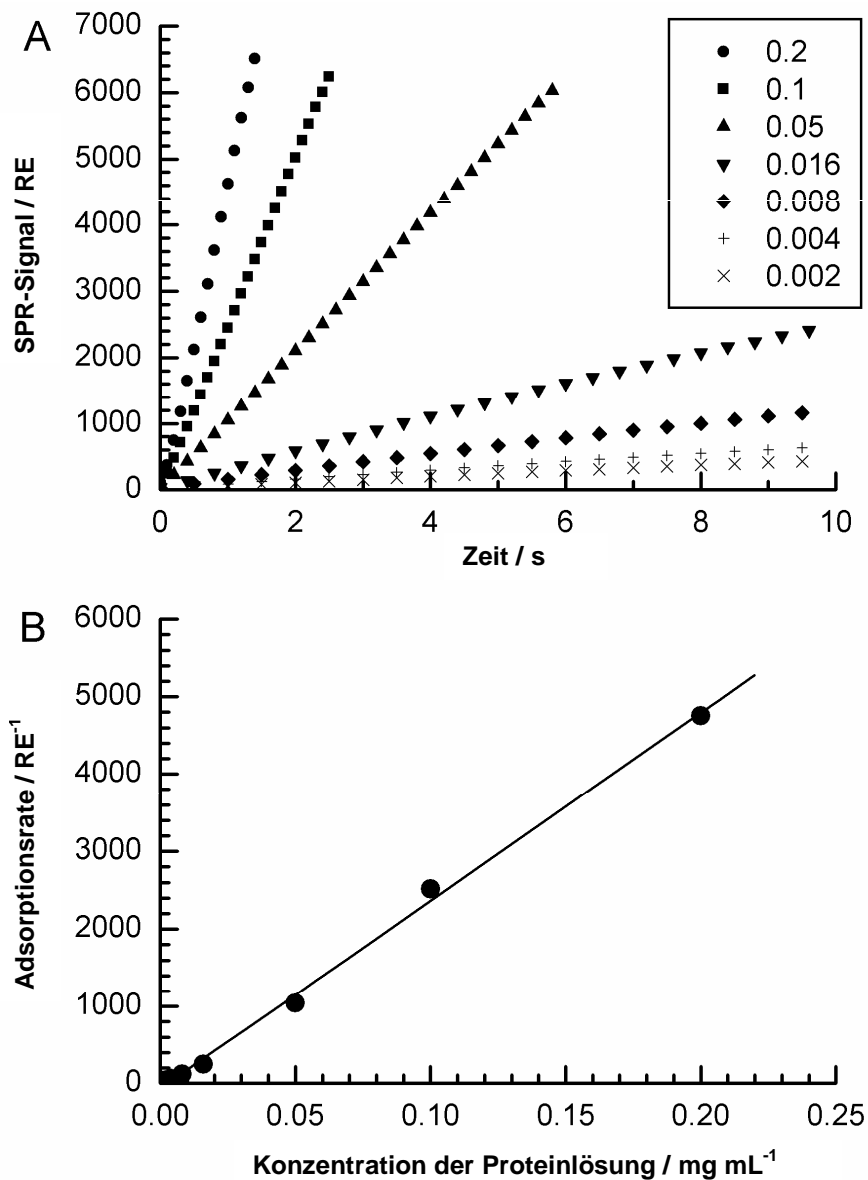 A
7000
6000
5000
4000
3000
2000
1000
0
SPR-Signal / RE
0.2
0.1
0.05
0.016
0.008
0.004
0.002
0 2 4 6 8 10
Zeit / s
B
6000
5000
4000
3000
2000
1000
0
Adsorptionsrate / RE⁻¹
0.00 0.05 0.10 0.15 0.20 0.25
Konzentration der Proteinlösung / mg mL⁻¹